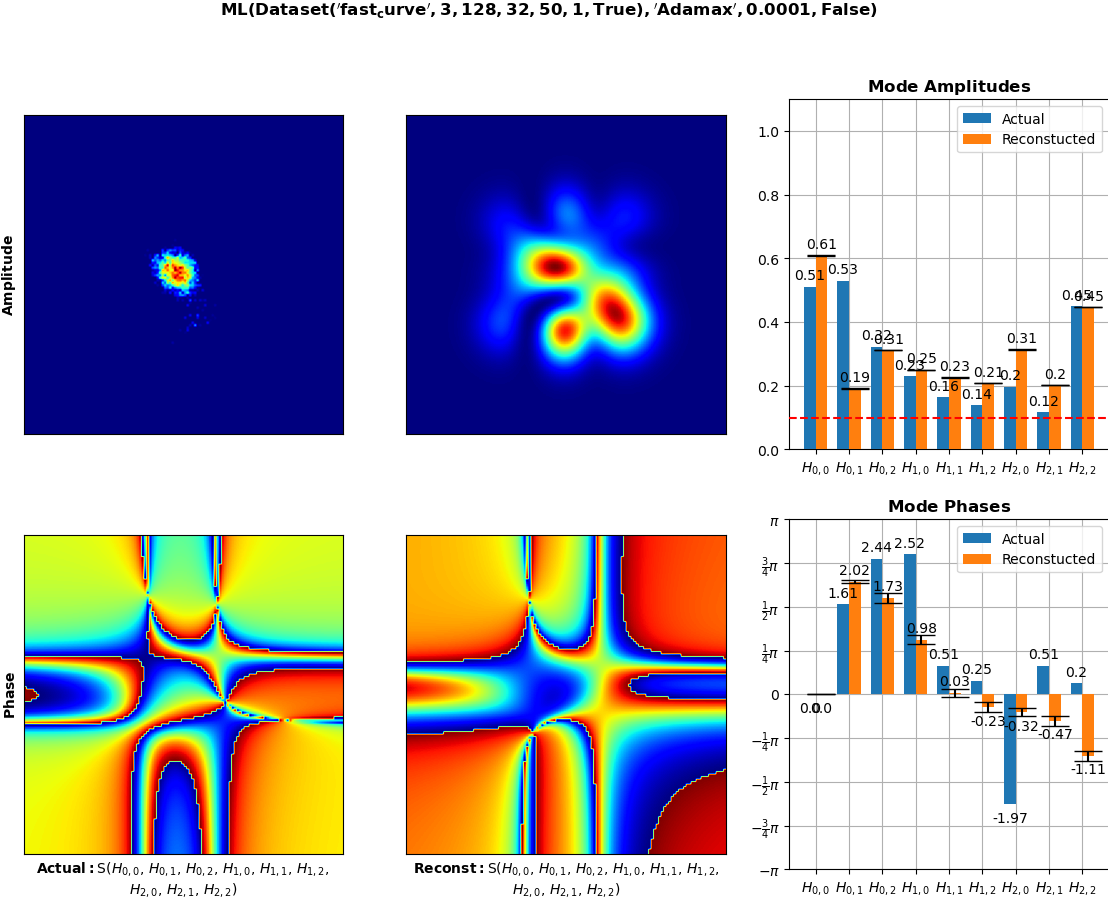 ML(Dataset('fast_curve', 3, 128, 32, 50, 1, True), 'Adamax', 0.0001, False)
Amplitude
Mode Amplitudes
Actual
Reconstucted
1.0
0.8
0.6
0.4
0.2
0.0
0.51
0.61
0.53
0.19
0.32
0.31
0.23
0.25
0.16
0.23
0.14
0.21
0.2
0.31
0.12
0.2
0.45
0.45
H0,0 H0,1 H0,2 H1,0 H1,1 H1,2 H2,0 H2,1 H2,2
Phase
Mode Phases
Actual
Reconstucted
π
3/4π
1/2π
1/4π
0
−1/4π
−1/2π
−3/4π
−π
0.0
0.0
1.61
2.02
2.44
1.73
2.52
0.98
0.51
0.03
0.25
-0.23
-1.97
-0.32
0.51
-0.47
0.2
-1.11
H0,0 H0,1 H0,2 H1,0 H1,1 H1,2 H2,0 H2,1 H2,2
Actual: S(H0,0, H0,1, H0,2, H1,0, H1,1, H1,2,
H2,0, H2,1, H2,2)
Reconst: S(H0,0, H0,1, H0,2, H1,0, H1,1, H1,2,
H2,0, H2,1, H2,2)